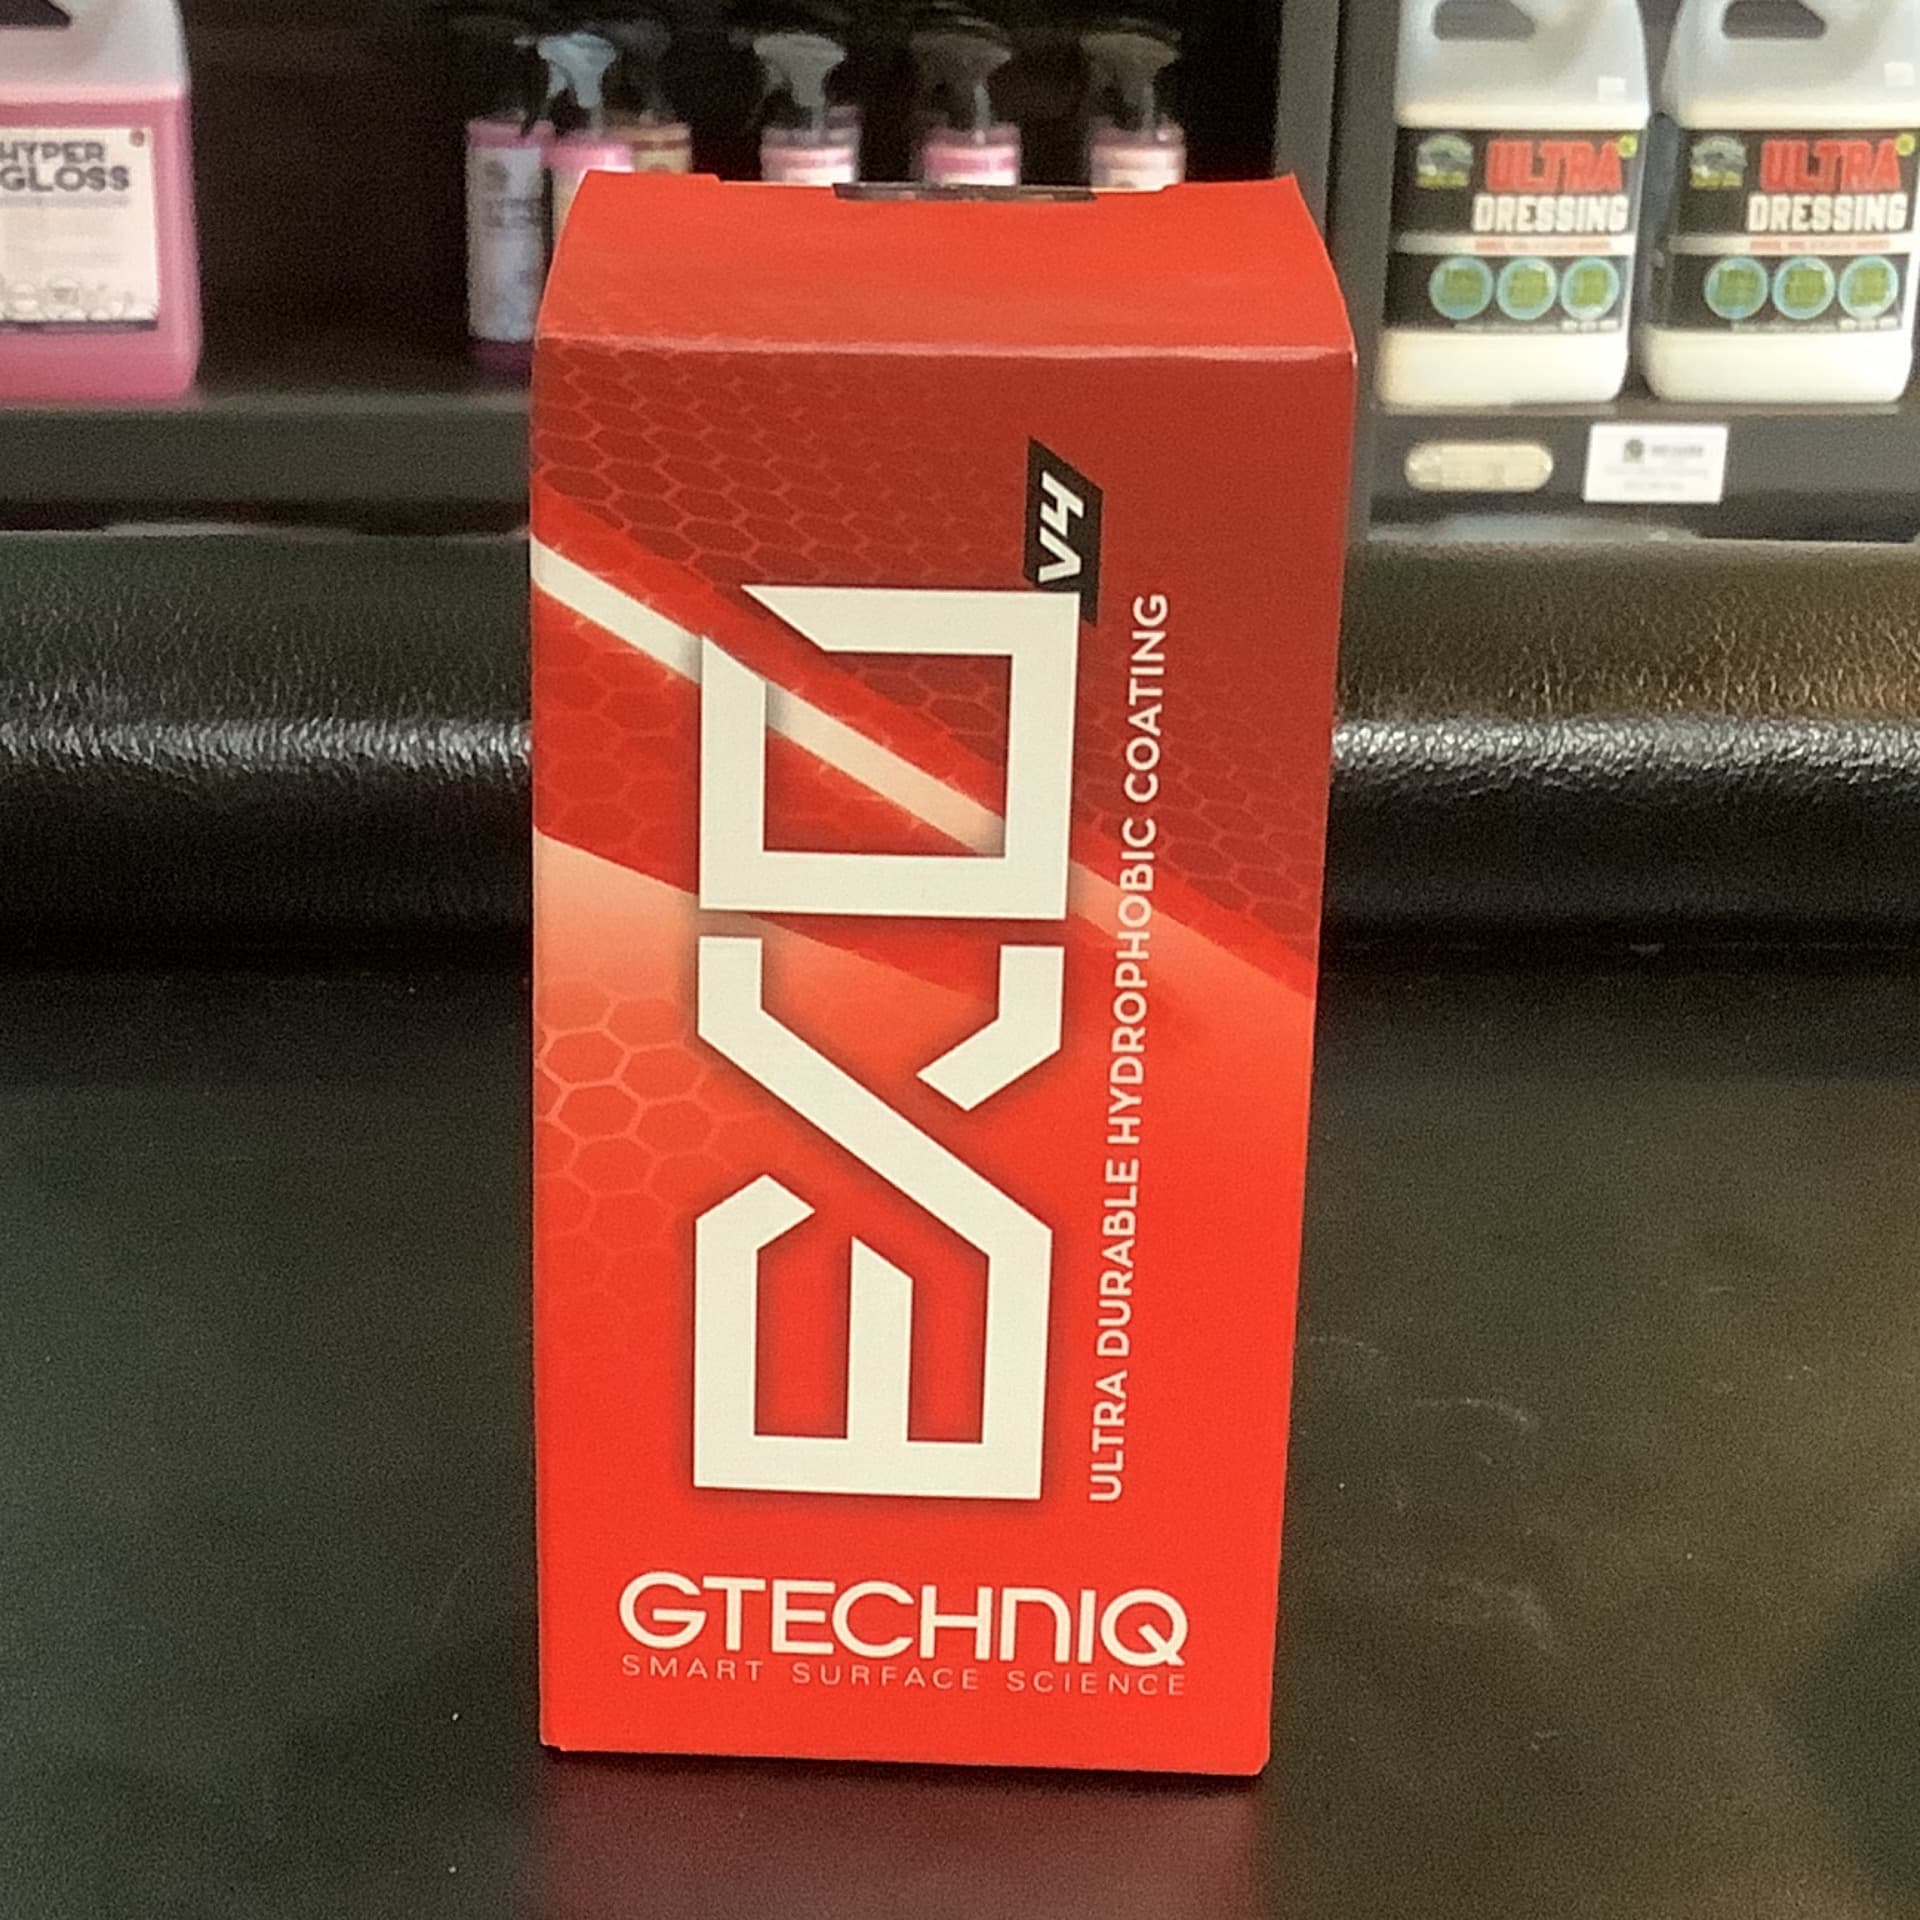 HYPER
GLOSS
ULTRA
DRESSING
ULTRA
DRESSING
EXO
V4
ULTRA DURABLE HYDROPHOBIC COATING
GTECHNIQ
SMART SURFACE SCIENCE